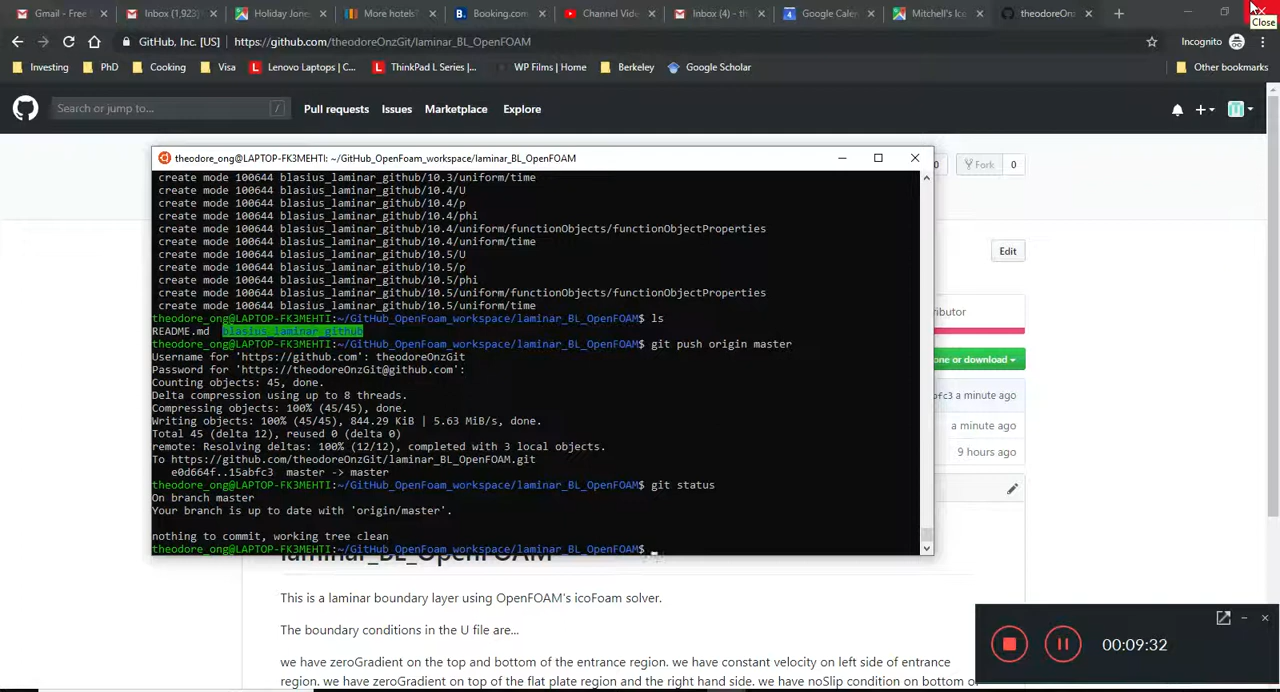 Gmail - Free
Inbox (1,923)
Holiday Jones
More hotels
Booking.com
Channel Vide
Inbox (4) - th
Google Cale
Mitchell's Ic
theodoreOn
Close
GitHub, Inc. [US]
https://github.com/theodoreOnzGit/laminar_BL_OpenFOAM
Incognito
Investing
PhD
Cooking
Visa
Lenovo Laptops | C...
ThinkPad L Series |...
WP Films | Home
Berkeley
Google Scholar
Other bookmarks
Search or jump to...
/
Pull requests
Issues
Marketplace
Explore
theodore_ong@LAPTOP-FK3MEHTI: ~/GitHub_OpenFoam_workspace/laminar_BL_OpenFOAM
0
Fork
0
create mode 100644 blasius_laminar_github/10.3/uniform/time
create mode 100644 blasius_laminar_github/10.4/U
create mode 100644 blasius_laminar_github/10.4/p
create mode 100644 blasius_laminar_github/10.4/phi
create mode 100644 blasius_laminar_github/10.4/uniform/functionObjects/functionObjectProperties
create mode 100644 blasius_laminar_github/10.4/uniform/time
create mode 100644 blasius_laminar_github/10.5/U
create mode 100644 blasius_laminar_github/10.5/p
create mode 100644 blasius_laminar_github/10.5/phi
create mode 100644 blasius_laminar_github/10.5/uniform/functionObjects/functionObjectProperties
create mode 100644 blasius_laminar_github/10.5/uniform/time
theodore_ong@LAPTOP-FK3MEHTI:~/GitHub_OpenFoam_workspace/laminar_BL_OpenFOAM$ ls
README.md blasius_laminar_github
theodore_ong@LAPTOP-FK3MEHTI:~/GitHub_OpenFoam_workspace/laminar_BL_OpenFOAM$ git push origin master
Username for 'https://github.com': theodoreOnzGit
Password for 'https://theodoreOnzGit@github.com':
Counting objects: 45, done.
Delta compression using up to 8 threads.
Compressing objects: 100% (45/45), done.
Writing objects: 100% (45/45), 844.29 KiB | 5.63 MiB/s, done.
Total 45 (delta 12), reused 0 (delta 0)
remote: Resolving deltas: 100% (12/12), completed with 3 local objects.
To https://github.com/theodoreOnzGit/laminar_BL_OpenFOAM.git
e0d664f..15abfc3 master -> master
theodore_ong@LAPTOP-FK3MEHTI:~/GitHub_OpenFoam_workspace/laminar_BL_OpenFOAM$ git status
On branch master
Your branch is up to date with 'origin/master'.
nothing to commit, working tree clean
theodore_ong@LAPTOP-FK3MEHTI:~/GitHub_OpenFoam_workspace/laminar_BL_OpenFOAM$
Edit
ributor
one or download
bfc3 a minute ago
a minute ago
9 hours ago
laminar_BL_OpenFOAM
This is a laminar boundary layer using OpenFOAM's icoFoam solver.
The boundary conditions in the U file are...
we have zeroGradient on the top and bottom of the entrance region. we have constant velocity on left side of entrance
region. we have zeroGradient on top of the flat plate region and the right hand side. we have noSlip condition on bottom o
00:09:32